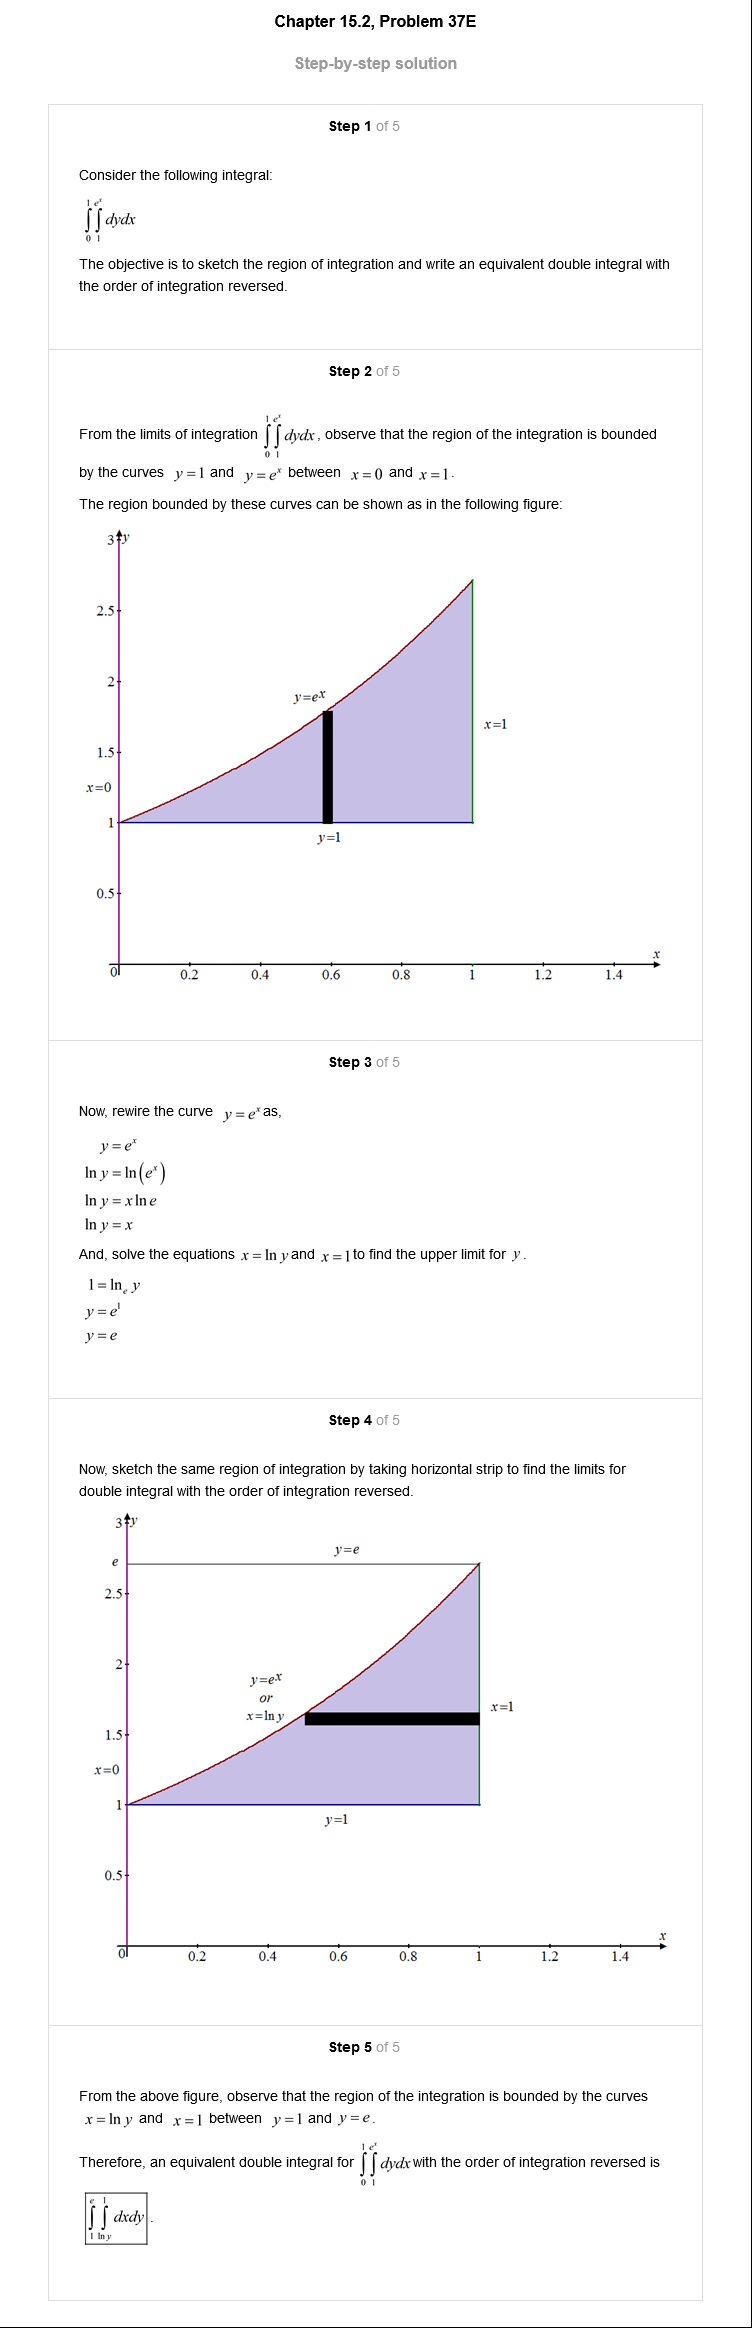 Chapter 15.2, Problem 37E
Step-by-step solution
Step 1 of 5
Consider the following integral:
∫₀¹ ∫₁^(eˣ) dydx
The objective is to sketch the region of integration and write an equivalent double integral with
the order of integration reversed.
Step 2 of 5
From the limits of integration ∫₀¹ ∫₁^(eˣ) dydx, observe that the region of the integration is bounded
by the curves y = 1 and y = eˣ between x = 0 and x = 1.
The region bounded by these curves can be shown as in the following figure:
3 y
2.5
2
y=eˣ
x=1
1.5
x=0
1
y=1
0.5
x
0 0.2 0.4 0.6 0.8 1 1.2 1.4
Step 3 of 5
Now, rewire the curve y = eˣ as,
y = eˣ
ln y = ln(eˣ)
ln y = x ln e
ln y = x
And, solve the equations x = ln y and x = 1 to find the upper limit for y.
1 = lnₑ y
y = e¹
y = e
Step 4 of 5
Now, sketch the same region of integration by taking horizontal strip to find the limits for
double integral with the order of integration reversed.
3 y
y=e
e
2.5
2
y=eˣ
or
x=ln y
x=1
1.5
x=0
1
y=1
0.5
x
0 0.2 0.4 0.6 0.8 1 1.2 1.4
Step 5 of 5
From the above figure, observe that the region of the integration is bounded by the curves
x = ln y and x = 1 between y = 1 and y = e.
Therefore, an equivalent double integral for ∫₀¹ ∫₁^(eˣ) dydx with the order of integration reversed is
∫₁^e ∫_(ln y)^1 dxdy.